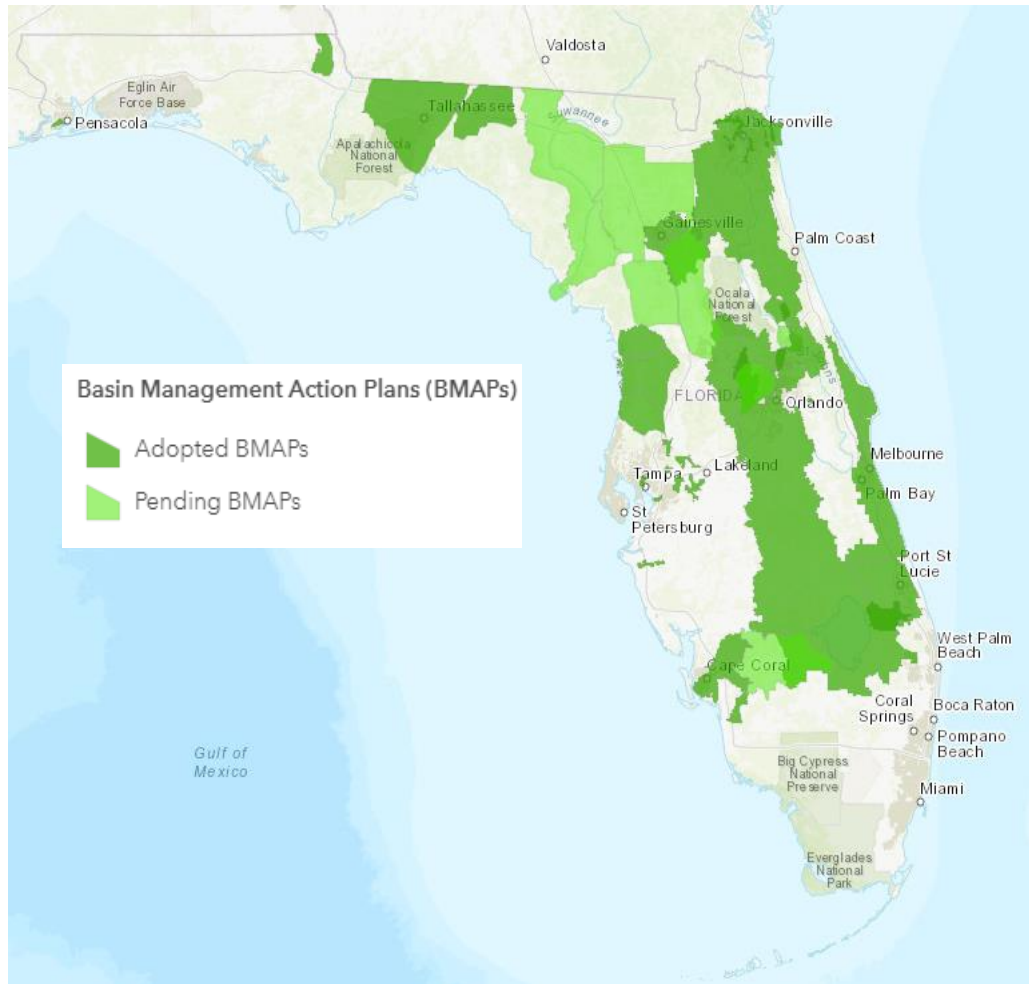 Valdosta
Eglin Air
Force Base
Pensacola
Tallahassee
Suwannee
Jacksonville
Apalachicola
National
Forest
Gainesville
Palm Coast
Ocala
National
Forest
Basin Management Action Plans (BMAPs)
Adopted BMAPs
Pending BMAPs
FLORIDA
Orlando
Tampa
Lakeland
Melbourne
Palm Bay
St
Petersburg
Port St
Lucie
West Palm
Beach
Cape Coral
Coral
Springs
Boca Raton
Pompano
Beach
Gulf of
Mexico
Big Cypress
National
Preserve
Miami
Everglades
National
Park